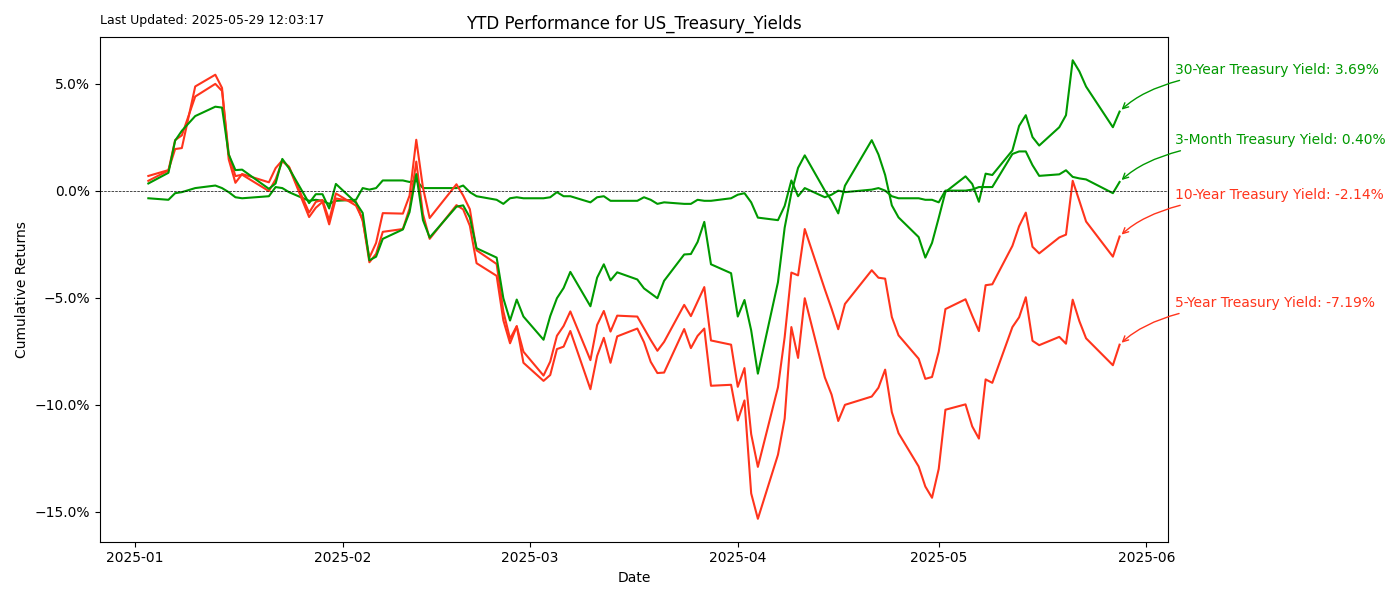 Last Updated: 2025-05-29 12:03:17
YTD Performance for US_Treasury_Yields
30-Year Treasury Yield: 3.69%
3-Month Treasury Yield: 0.40%
10-Year Treasury Yield: -2.14%
5-Year Treasury Yield: -7.19%
Cumulative Returns
5.0%
0.0%
−5.0%
−10.0%
−15.0%
2025-01 2025-02 2025-03 2025-04 2025-05 2025-06
Date